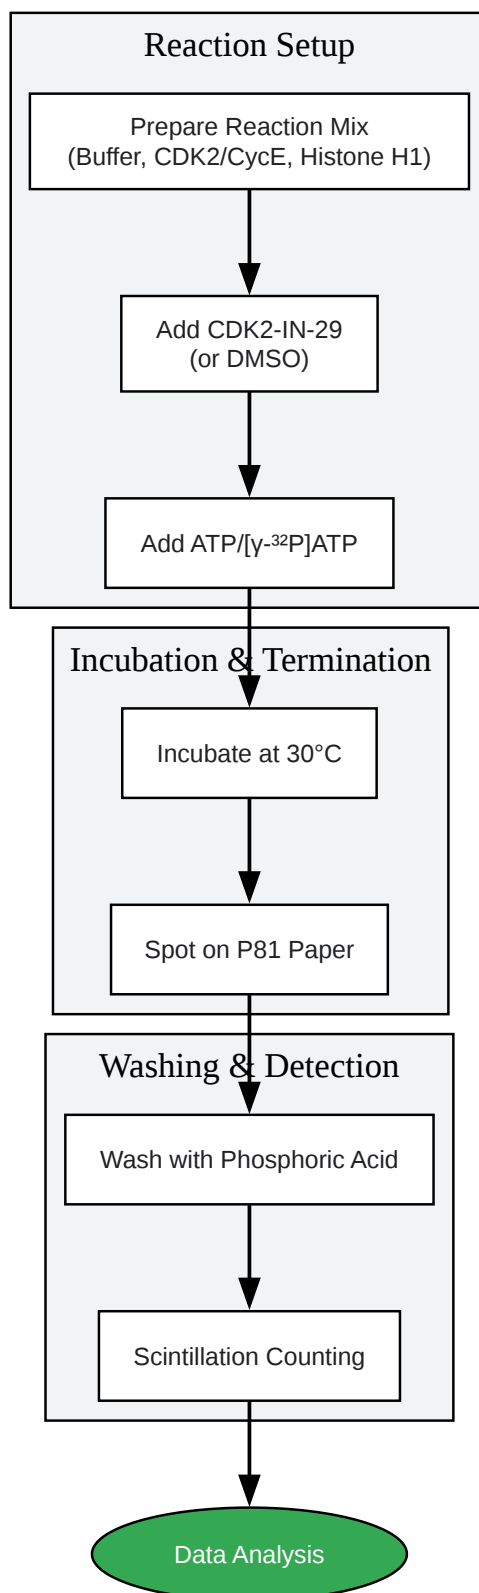 Reaction Setup
Prepare Reaction Mix
(Buffer, CDK2/CycE, Histone H1)
Add CDK2-IN-29
(or DMSO)
Add ATP/[γ-³²P]ATP
Incubation & Termination
Incubate at 30°C
Spot on P81 Paper
Washing & Detection
Wash with Phosphoric Acid
Scintillation Counting
Data Analysis